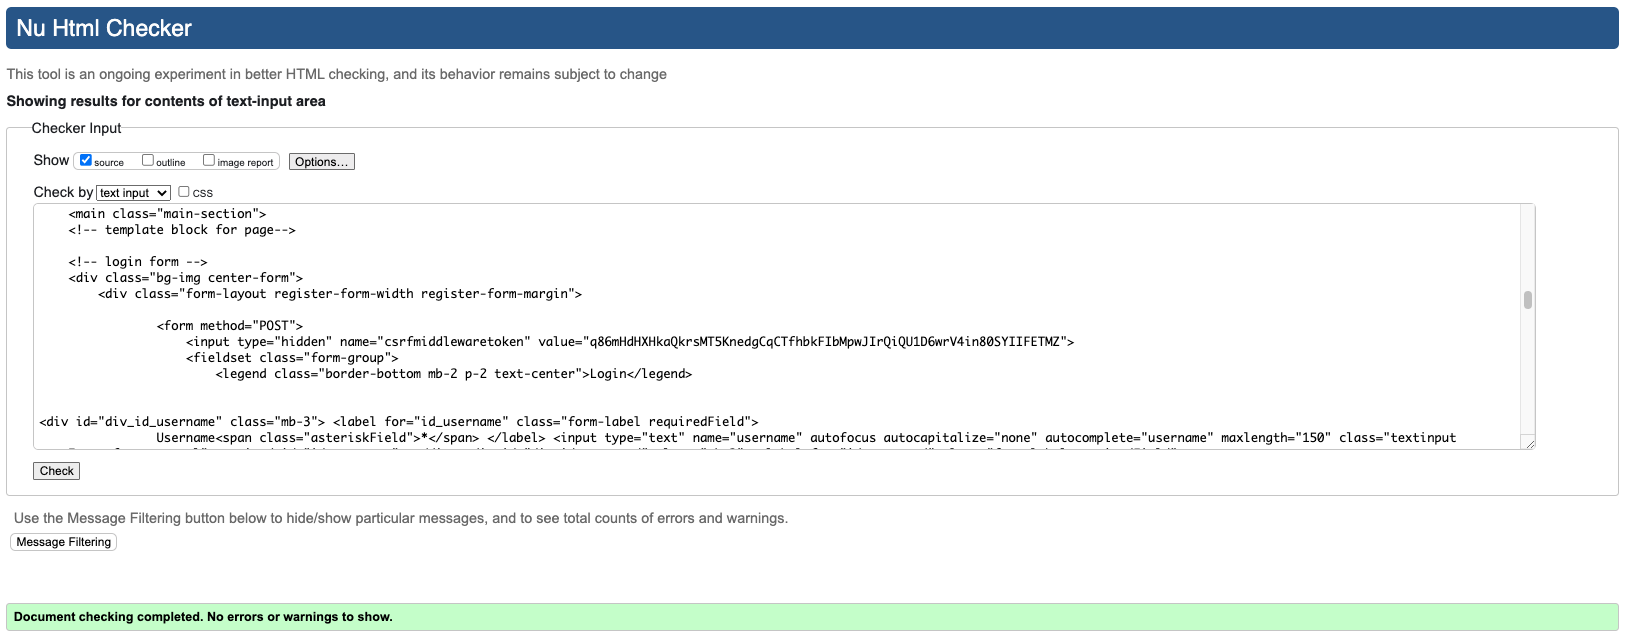 Nu Html Checker
This tool is an ongoing experiment in better HTML checking, and its behavior remains subject to change
Showing results for contents of text-input area
Checker Input
Show source outline image report Options...
Check by text input CSS
<main class="main-section">
<!-- template block for page-->
<!-- login form -->
<div class="bg-img center-form">
<div class="form-layout register-form-width register-form-margin">
<form method="POST">
<input type="hidden" name="csrfmiddlewaretoken" value="q86mHdHXHkaQkrsMT5KnedgCqCTfhbkFIbMpwJIrQiQU1D6wrV4in80SYIIFETMZ">
<fieldset class="form-group">
<legend class="border-bottom mb-2 p-2 text-center">Login</legend>
<div id="div_id_username" class="mb-3"> <label for="id_username" class="form-label requiredField">
Username<span class="asteriskField">*</span> </label> <input type="text" name="username" autofocus autocapitalize="none" autocomplete="username" maxlength="150" class="textinput
Check
Use the Message Filtering button below to hide/show particular messages, and to see total counts of errors and warnings.
Message Filtering
Document checking completed. No errors or warnings to show.